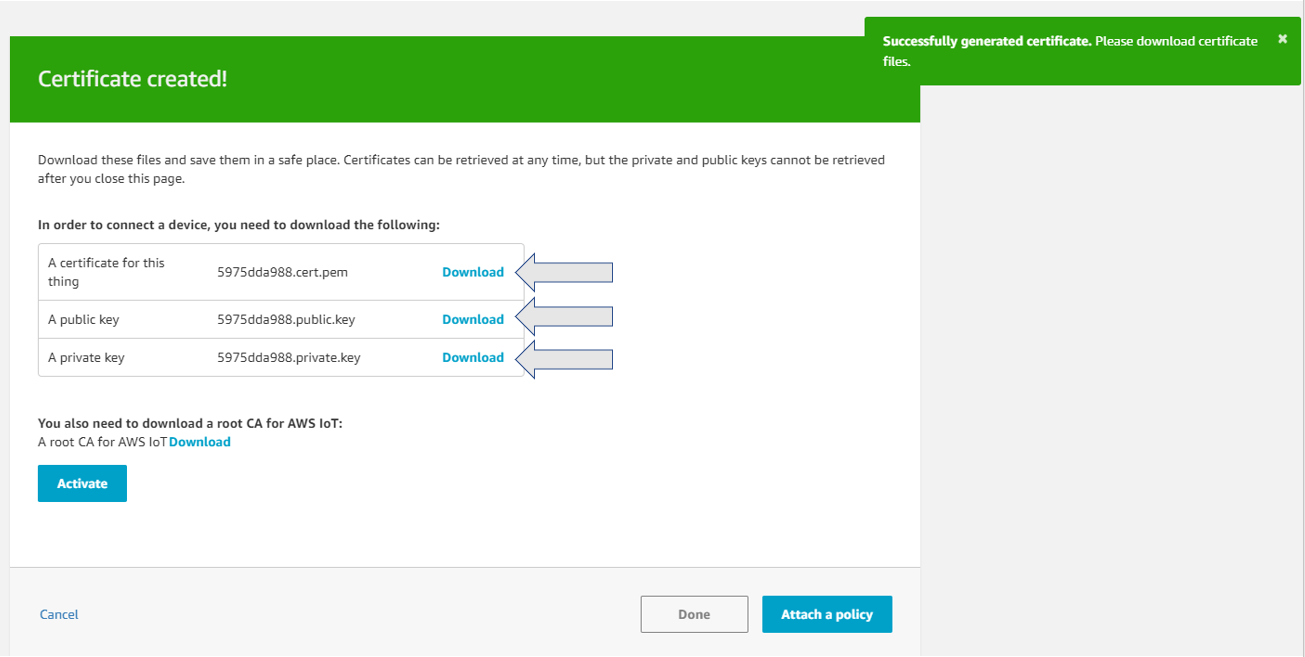 Successfully generated certificate. Please download certificate ✖
files.
Certificate created!
Download these files and save them in a safe place. Certificates can be retrieved at any time, but the private and public keys cannot be retrieved
after you close this page.
In order to connect a device, you need to download the following:
A certificate for this
thing
5975dda988.cert.pem
Download
A public key
5975dda988.public.key
Download
A private key
5975dda988.private.key
Download
You also need to download a root CA for AWS IoT:
A root CA for AWS IoT Download
Activate
Cancel
Done
Attach a policy